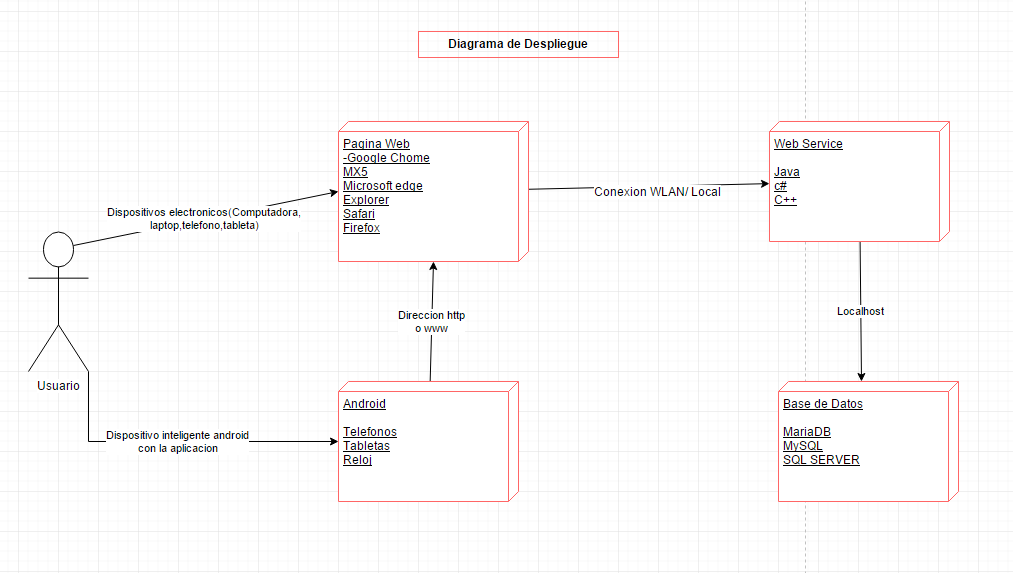 Diagrama de Despliegue
Pagina Web
-Google Chome
MX5
Microsoft edge
Explorer
Safari
Firefox
Web Service
Java
c#
C++
Conexion WLAN/ Local
Dispositivos electronicos(Computadora,
laptop,telefono,tableta)
Usuario
Direccion http
o www
Localhost
Dispositivo inteligente android
con la aplicacion
Android
Telefonos
Tabletas
Reloj
Base de Datos
MariaDB
MySQL
SQL SERVER